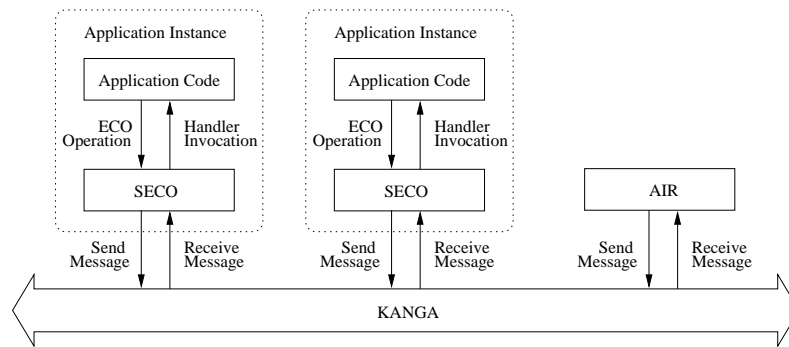 Application Instance
Application Code
ECO
Operation
Handler
Invocation
SECO
Send
Message
Receive
Message
Application Instance
Application Code
ECO
Operation
Handler
Invocation
SECO
Send
Message
Receive
Message
AIR
Send
Message
Receive
Message
KANGA